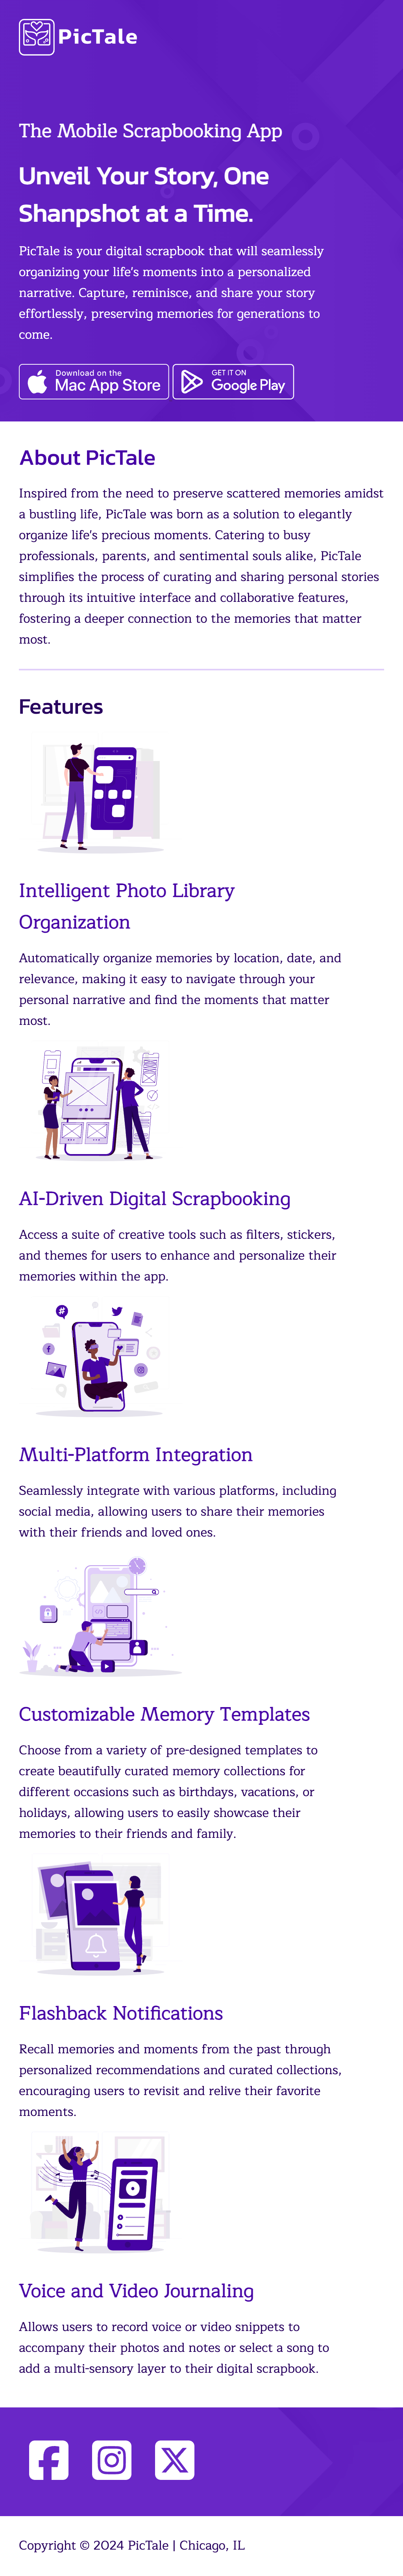 PicTale
The Mobile Scrapbooking App
Unveil Your Story, One
Shanpshot at a Time.
PicTale is your digital scrapbook that will seamlessly
organizing your life's moments into a personalized
narrative. Capture, reminisce, and share your story
effortlessly, preserving memories for generations to
come.
Download on the
Mac App Store
GET IT ON
Google Play
About PicTale
Inspired from the need to preserve scattered memories amidst
a bustling life, PicTale was born as a solution to elegantly
organize life's precious moments. Catering to busy
professionals, parents, and sentimental souls alike, PicTale
simplifies the process of curating and sharing personal stories
through its intuitive interface and collaborative features,
fostering a deeper connection to the memories that matter
most.
Features
Intelligent Photo Library
Organization
Automatically organize memories by location, date, and
relevance, making it easy to navigate through your
personal narrative and find the moments that matter
most.
AI-Driven Digital Scrapbooking
Access a suite of creative tools such as filters, stickers,
and themes for users to enhance and personalize their
memories within the app.
Multi-Platform Integration
Seamlessly integrate with various platforms, including
social media, allowing users to share their memories
with their friends and loved ones.
Customizable Memory Templates
Choose from a variety of pre-designed templates to
create beautifully curated memory collections for
different occasions such as birthdays, vacations, or
holidays, allowing users to easily showcase their
memories to their friends and family.
Flashback Notifications
Recall memories and moments from the past through
personalized recommendations and curated collections,
encouraging users to revisit and relive their favorite
moments.
Voice and Video Journaling
Allows users to record voice or video snippets to
accompany their photos and notes or select a song to
add a multi-sensory layer to their digital scrapbook.
Copyright © 2024 PicTale | Chicago, IL